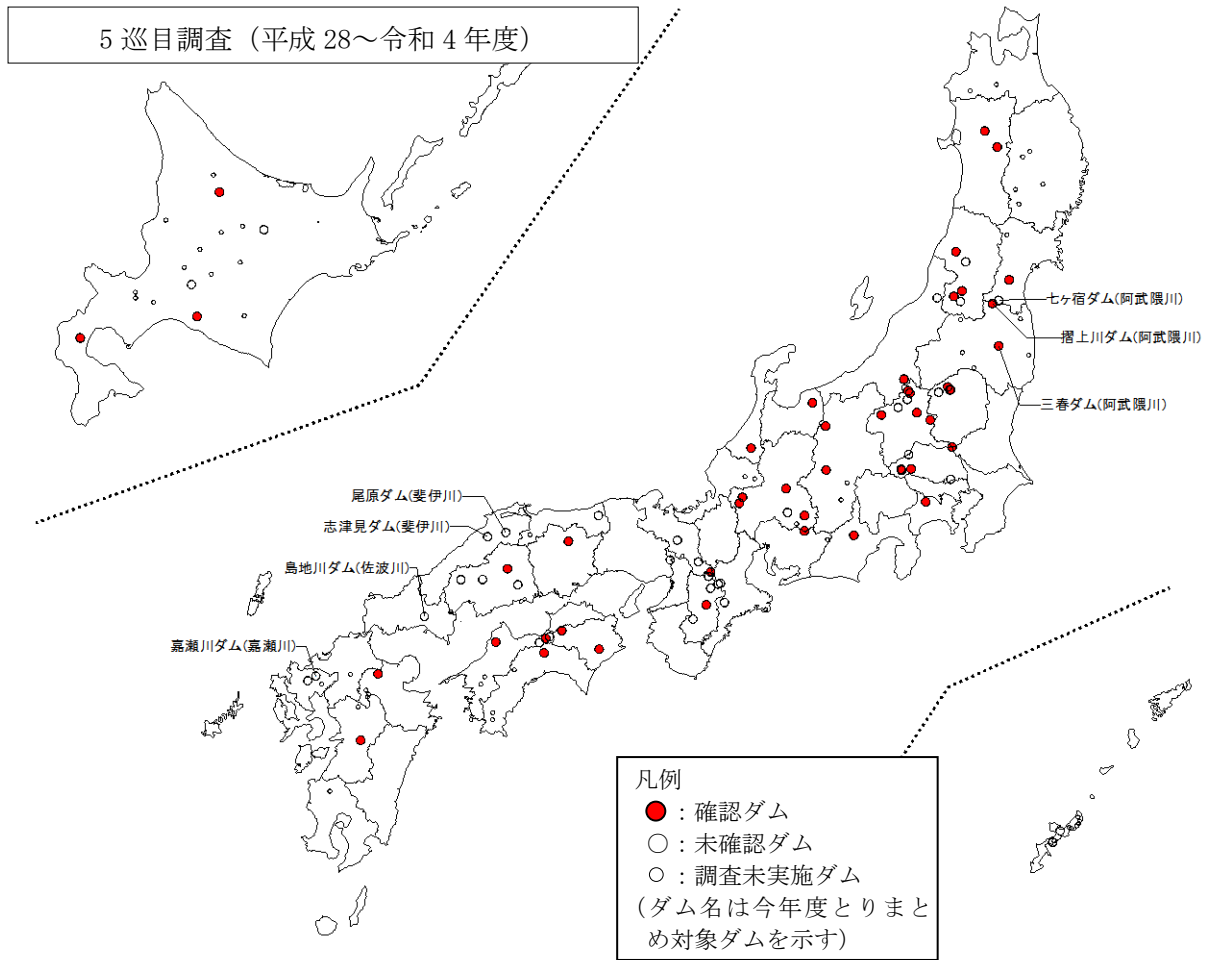 5 巡目調査（平成 28～令和 4 年度）
七ヶ宿ダム(阿武隈川)
摺上川ダム(阿武隈川)
三春ダム(阿武隈川)
尾原ダム(斐伊川)
志津見ダム(斐伊川)
島地川ダム(佐波川)
嘉瀬川ダム(嘉瀬川)
凡例
：確認ダム
：未確認ダム
：調査未実施ダム
(ダム名は今年度とりまと
め対象ダムを示す)